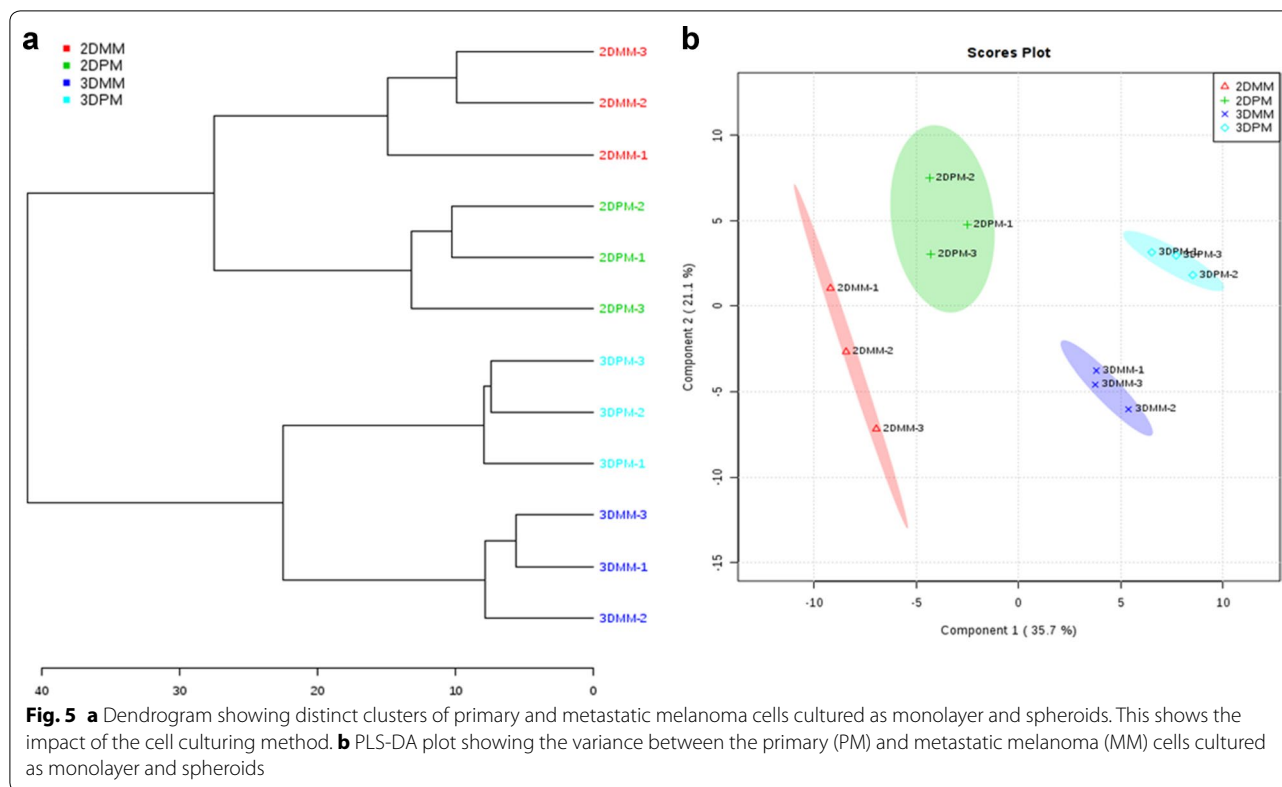 a
2DMM
2DPM
3DMM
3DPM
2DMM-3
2DMM-2
2DMM-1
2DPM-2
2DPM-1
2DPM-3
3DPM-3
3DPM-2
3DPM-1
3DMM-3
3DMM-1
3DMM-2
40 30 20 10 0
b
Scores Plot
2DMM
2DPM
3DMM
3DPM
Component 2 ( 21.1 %)
10
5
0
-5
-10
-15
2DPM-2
2DPM-1
2DPM-3
3DPM-1
3DPM-3
3DPM-2
2DMM-1
2DMM-2
2DMM-3
3DMM-1
3DMM-3
3DMM-2
-10 -5 0 5 10
Component 1 ( 35.7 %)
Fig. 5 a Dendrogram showing distinct clusters of primary and metastatic melanoma cells cultured as monolayer and spheroids. This shows the
impact of the cell culturing method. b PLS-DA plot showing the variance between the primary (PM) and metastatic melanoma (MM) cells cultured
as monolayer and spheroids